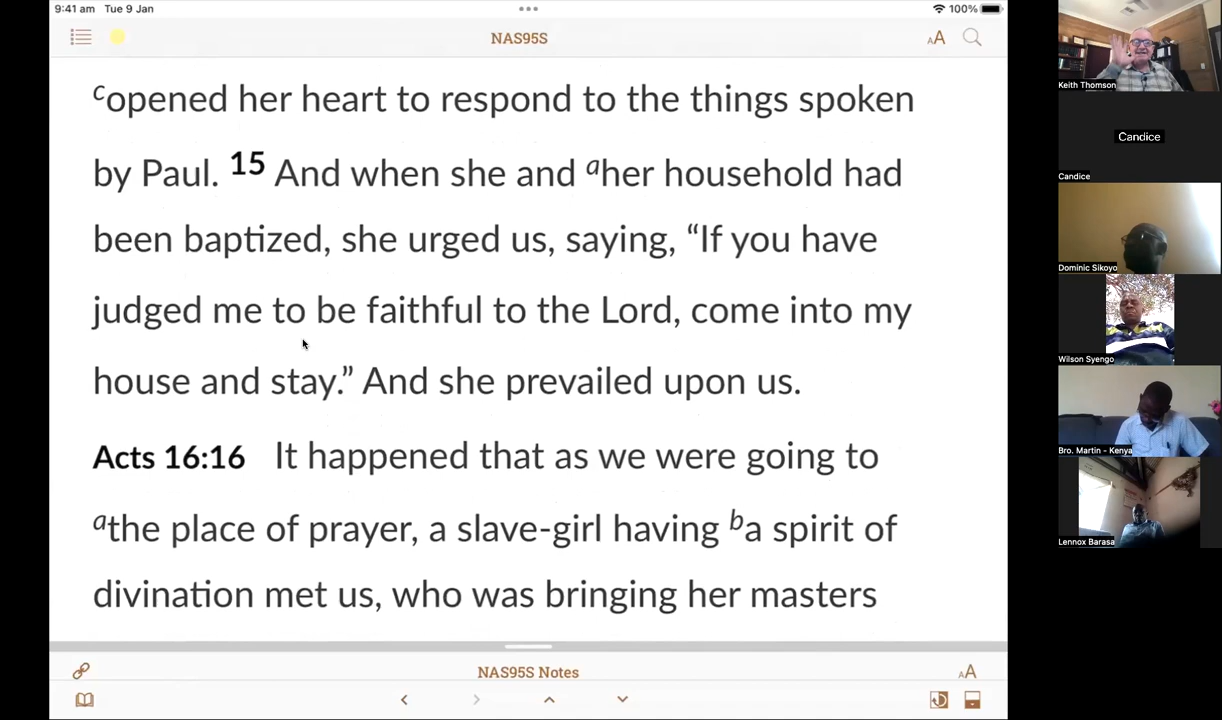 9:41 am Tue 9 Jan
100%
NAS95S
AA
c opened her heart to respond to the things spoken
by Paul. 15 And when she and a her household had
been baptized, she urged us, saying, “If you have
judged me to be faithful to the Lord, come into my
house and stay.” And she prevailed upon us.
Acts 16:16 It happened that as we were going to
a the place of prayer, a slave-girl having b a spirit of
divination met us, who was bringing her masters
NAS95S Notes
AA
Keith Thomson
Candice
Candice
Dominic Sikoyo
Wilson Syengo
Bro. Martin - Kenya
Lennox Barasa